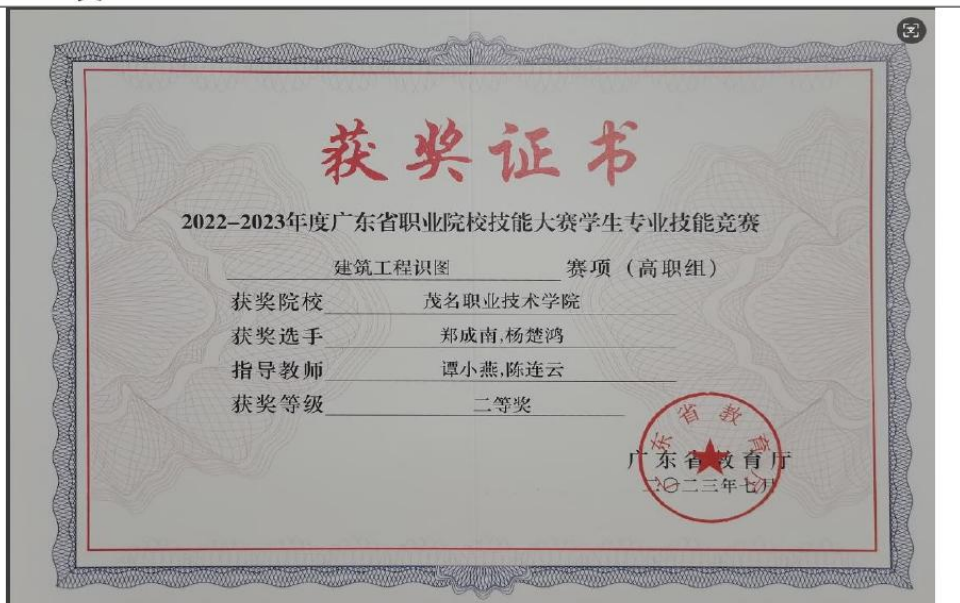 获奖证书
2022-2023年度广东省职业院校技能大赛学生专业技能竞赛
建筑工程识图 赛项（高职组）
获奖院校 茂名职业技术学院
获奖选手 郑成南,杨楚鸿
指导教师 谭小燕,陈连云
获奖等级 二等奖
广东省教育厅
二〇二三年七月